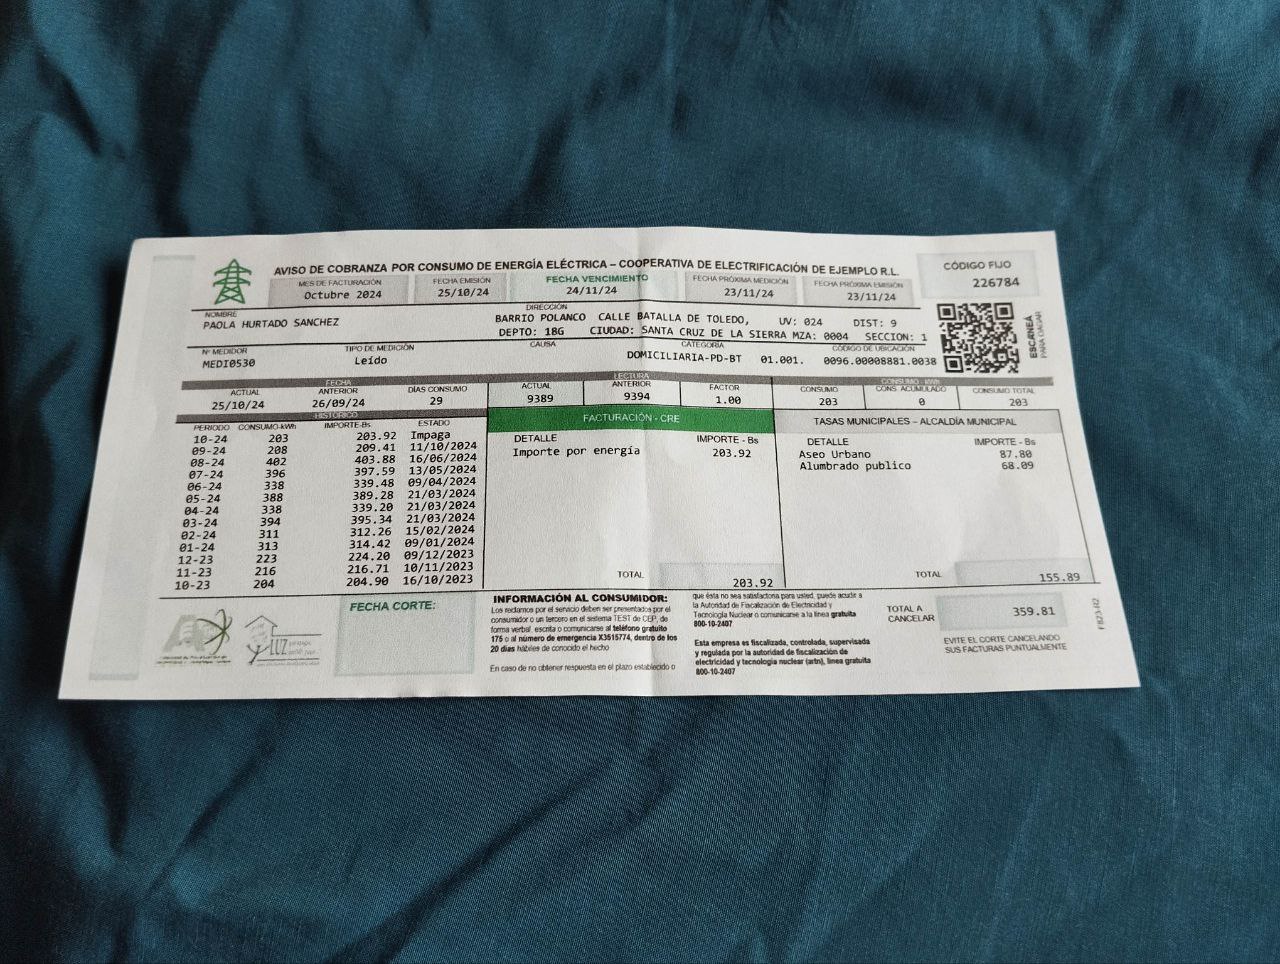 AVISO DE COBRANZA POR CONSUMO DE ENERGÍA ELÉCTRICA – COOPERATIVA DE ELECTRIFICACIÓN DE EJEMPLO R.L.
CÓDIGO FIJO
226784
MES DE FACTURACIÓN FECHA EMISIÓN FECHA VENCIMIENTO FECHA PRÓXIMA MEDICIÓN FECHA PRÓXIMA EMISIÓN
Octubre 2024 25/10/24 24/11/24 23/11/24 23/11/24
NOMBRE DIRECCIÓN
PAOLA HURTADO SANCHEZ BARRIO POLANCO CALLE BATALLA DE TOLEDO, UV: 024 DIST: 9
DEPTO: 18G CIUDAD: SANTA CRUZ DE LA SIERRA MZA: 0004 SECCION: 1
ESCANEA
PARA PAGAR
Nº MEDIDOR TIPO DE MEDICIÓN CAUSA CATEGORÍA CÓDIGO DE UBICACIÓN
MEDI0530 Leído DOMICILIARIA-PD-BT 01.001. 0096.00008881.0038
FECHA LECTURA CONSUMO - kWh
ACTUAL ANTERIOR DÍAS CONSUMO ACTUAL ANTERIOR FACTOR CONSUMO CONS. ACUMULADO CONSUMO TOTAL
25/10/24 26/09/24 29 9389 9394 1.00 203 0 203
HISTÓRICO
PERIODO CONSUMO-kWh IMPORTE-Bs ESTADO
10-24 203 203.92 Impaga
09-24 208 209.41 11/10/2024
08-24 402 403.88 16/06/2024
07-24 396 397.59 13/05/2024
06-24 338 339.48 09/04/2024
05-24 388 389.28 21/03/2024
04-24 338 339.20 21/03/2024
03-24 394 395.34 21/03/2024
02-24 311 312.26 15/02/2024
01-24 313 314.42 09/01/2024
12-23 223 224.20 09/12/2023
11-23 216 216.71 10/11/2023
10-23 204 204.90 16/10/2023
FACTURACIÓN - CRE
DETALLE IMPORTE - Bs
Importe por energía 203.92
TOTAL 203.92
TASAS MUNICIPALES – ALCALDÍA MUNICIPAL
DETALLE IMPORTE - Bs
Aseo Urbano 87.80
Alumbrado publico 68.09
TOTAL 155.89
FECHA CORTE:
LUZ
INFORMACIÓN AL CONSUMIDOR:
Los reclamos por el servicio deben ser presentados por el
consumidor o un tercero en el sistema TEST de CEP, de
forma verbal, escrita o comunicarse al teléfono gratuito
175 o al número de emergencia X3515774, dentro de los
20 días hábiles de conocido el hecho
En caso de no obtener respuesta en el plazo establecido o
que ésta no sea satisfactoria para usted, puede acudir a
la Autoridad de Fiscalización de Electricidad y
Tecnología Nuclear o comunicarse a la línea gratuita
800-10-2407
Esta empresa es fiscalizada, controlada, supervisada
y regulada por la autoridad de fiscalización de
electricidad y tecnología nuclear (aetn), línea gratuita
800-10-2407
TOTAL A
CANCELAR 359.81
EVITE EL CORTE CANCELANDO
SUS FACTURAS PUNTUALMENTE